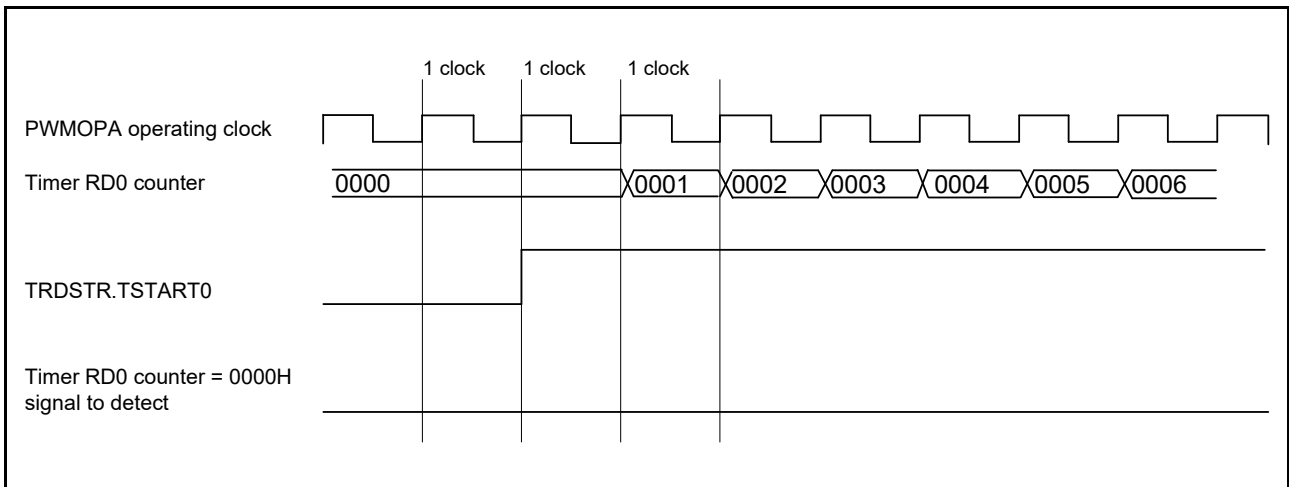 1 clock 1 clock 1 clock
PWMOPA operating clock
Timer RD0 counter 0000 0001 0002 0003 0004 0005 0006
TRDSTR.TSTART0
Timer RD0 counter = 0000H
signal to detect